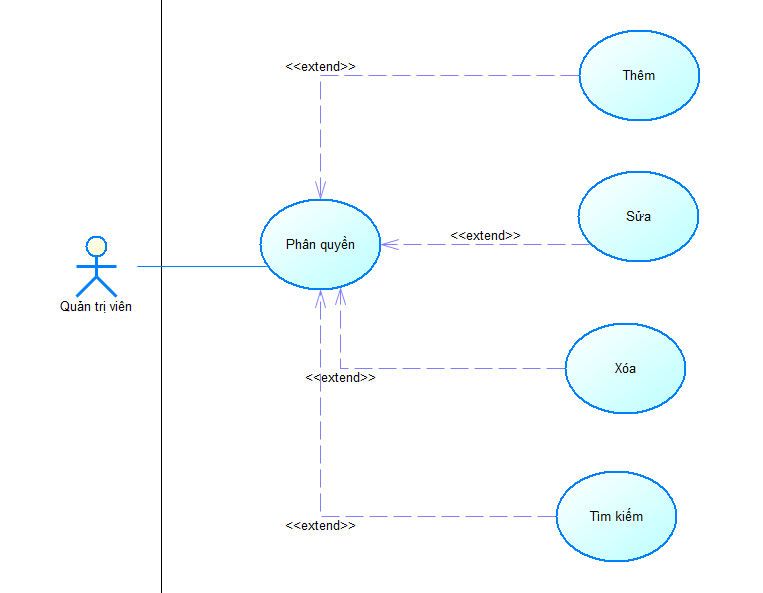 <<extend>>
Thêm
Sửa
<<extend>>
Phân quyền
Quản trị viên
Xóa
<<extend>>
Tìm kiếm
<<extend>>